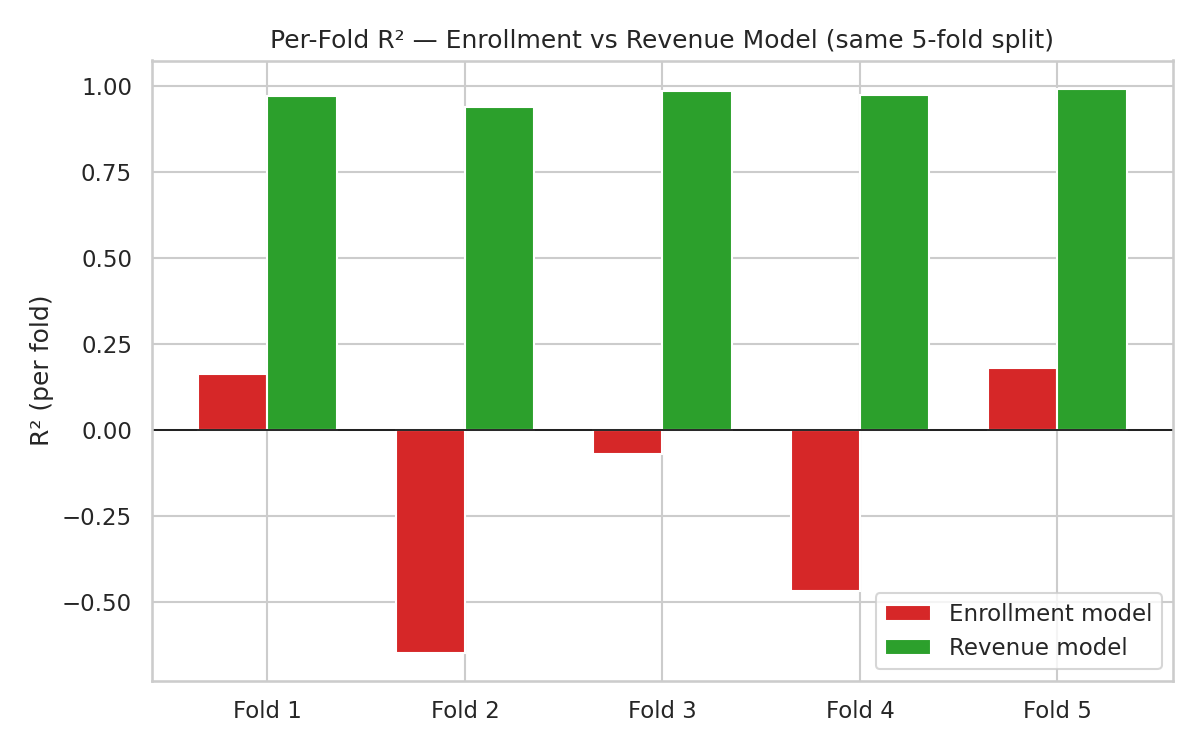 Per-Fold R² — Enrollment vs Revenue Model (same 5-fold split)
R² (per fold)
1.00
0.75
0.50
0.25
0.00
−0.25
−0.50
Fold 1
Fold 2
Fold 3
Fold 4
Fold 5
Enrollment model
Revenue model